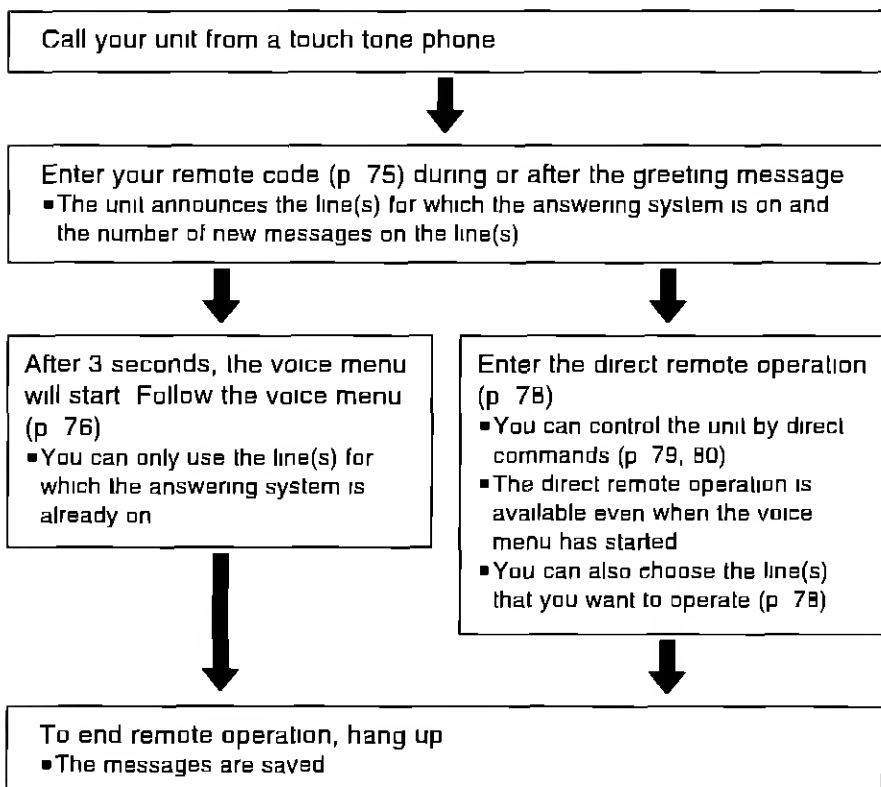 Call your unit from a touch tone phone
Enter your remote code (p 75) during or after the greeting message
▪The unit announces the line(s) for which the answering system is on and
the number of new messages on the line(s)
After 3 seconds, the voice menu
will start Follow the voice menu
(p 76)
▪You can only use the line(s) for
which the answering system is
already on
Enter the direct remote operation
(p 78)
▪You can control the unit by direct
commands (p 79, 80)
▪The direct remote operation is
available even when the voice
menu has started
▪You can also choose the line(s)
that you want to operate (p 78)
To end remote operation, hang up
▪The messages are saved